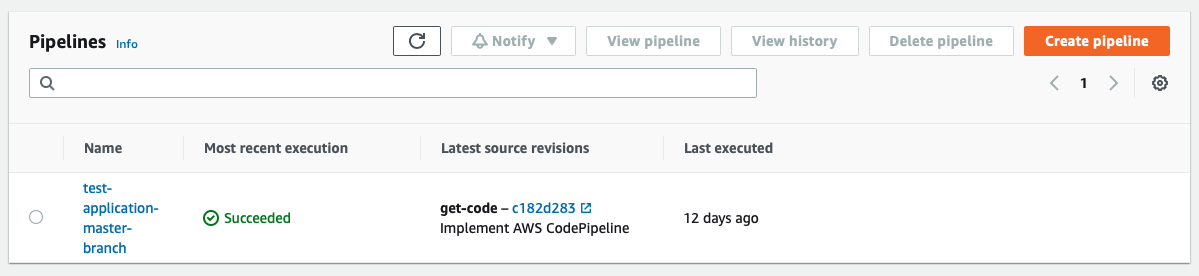 Pipelines Info
Notify
View pipeline
View history
Delete pipeline
Create pipeline
1
Name
Most recent execution
Latest source revisions
Last executed
test-
application-
master-
branch
Succeeded
get-code – c182d283
Implement AWS CodePipeline
12 days ago